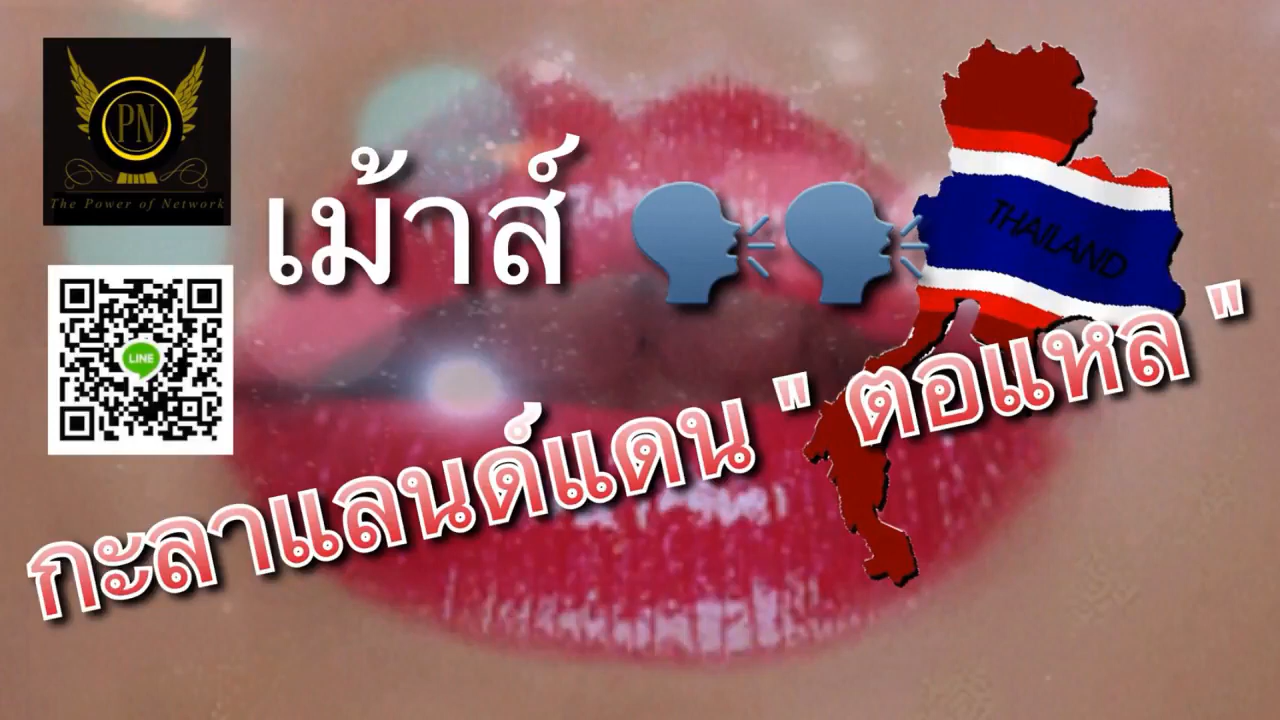 PN
The Power of Network
เม้าส์
LINE
THAILAND
กะลาแลนด์แดน " ตอแหล "